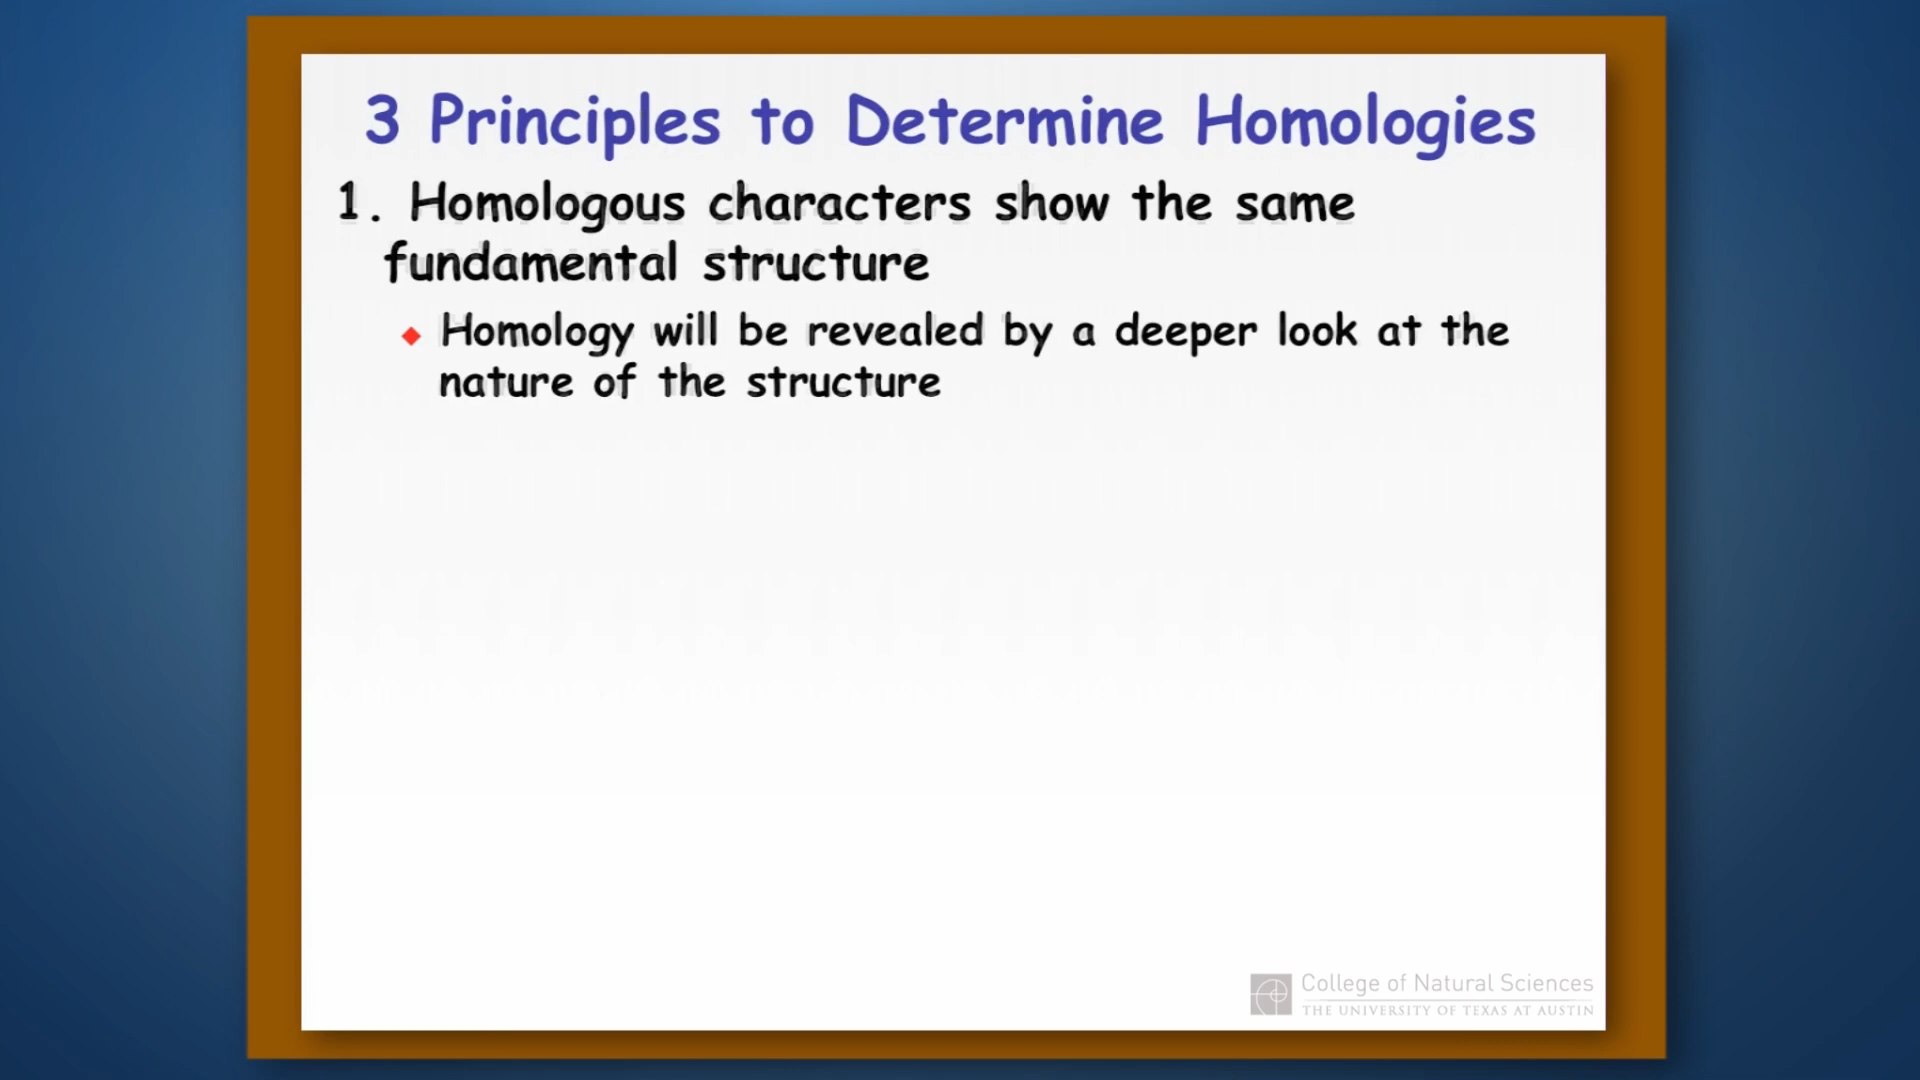 3 Principles to Determine Homologies
1. Homologous characters show the same
fundamental structure
◆ Homology will be revealed by a deeper look at the
nature of the structure
College of Natural Sciences
THE UNIVERSITY OF TEXAS AT AUSTIN